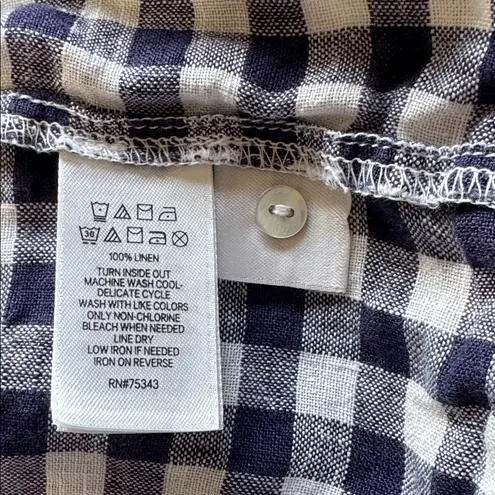 30
100% LINEN
TURN INSIDE OUT
MACHINE WASH COOL-
DELICATE CYCLE
WASH WITH LIKE COLORS
ONLY NON-CHLORINE
BLEACH WHEN NEEDED
LINE DRY
LOW IRON IF NEEDED
IRON ON REVERSE
RN#75343